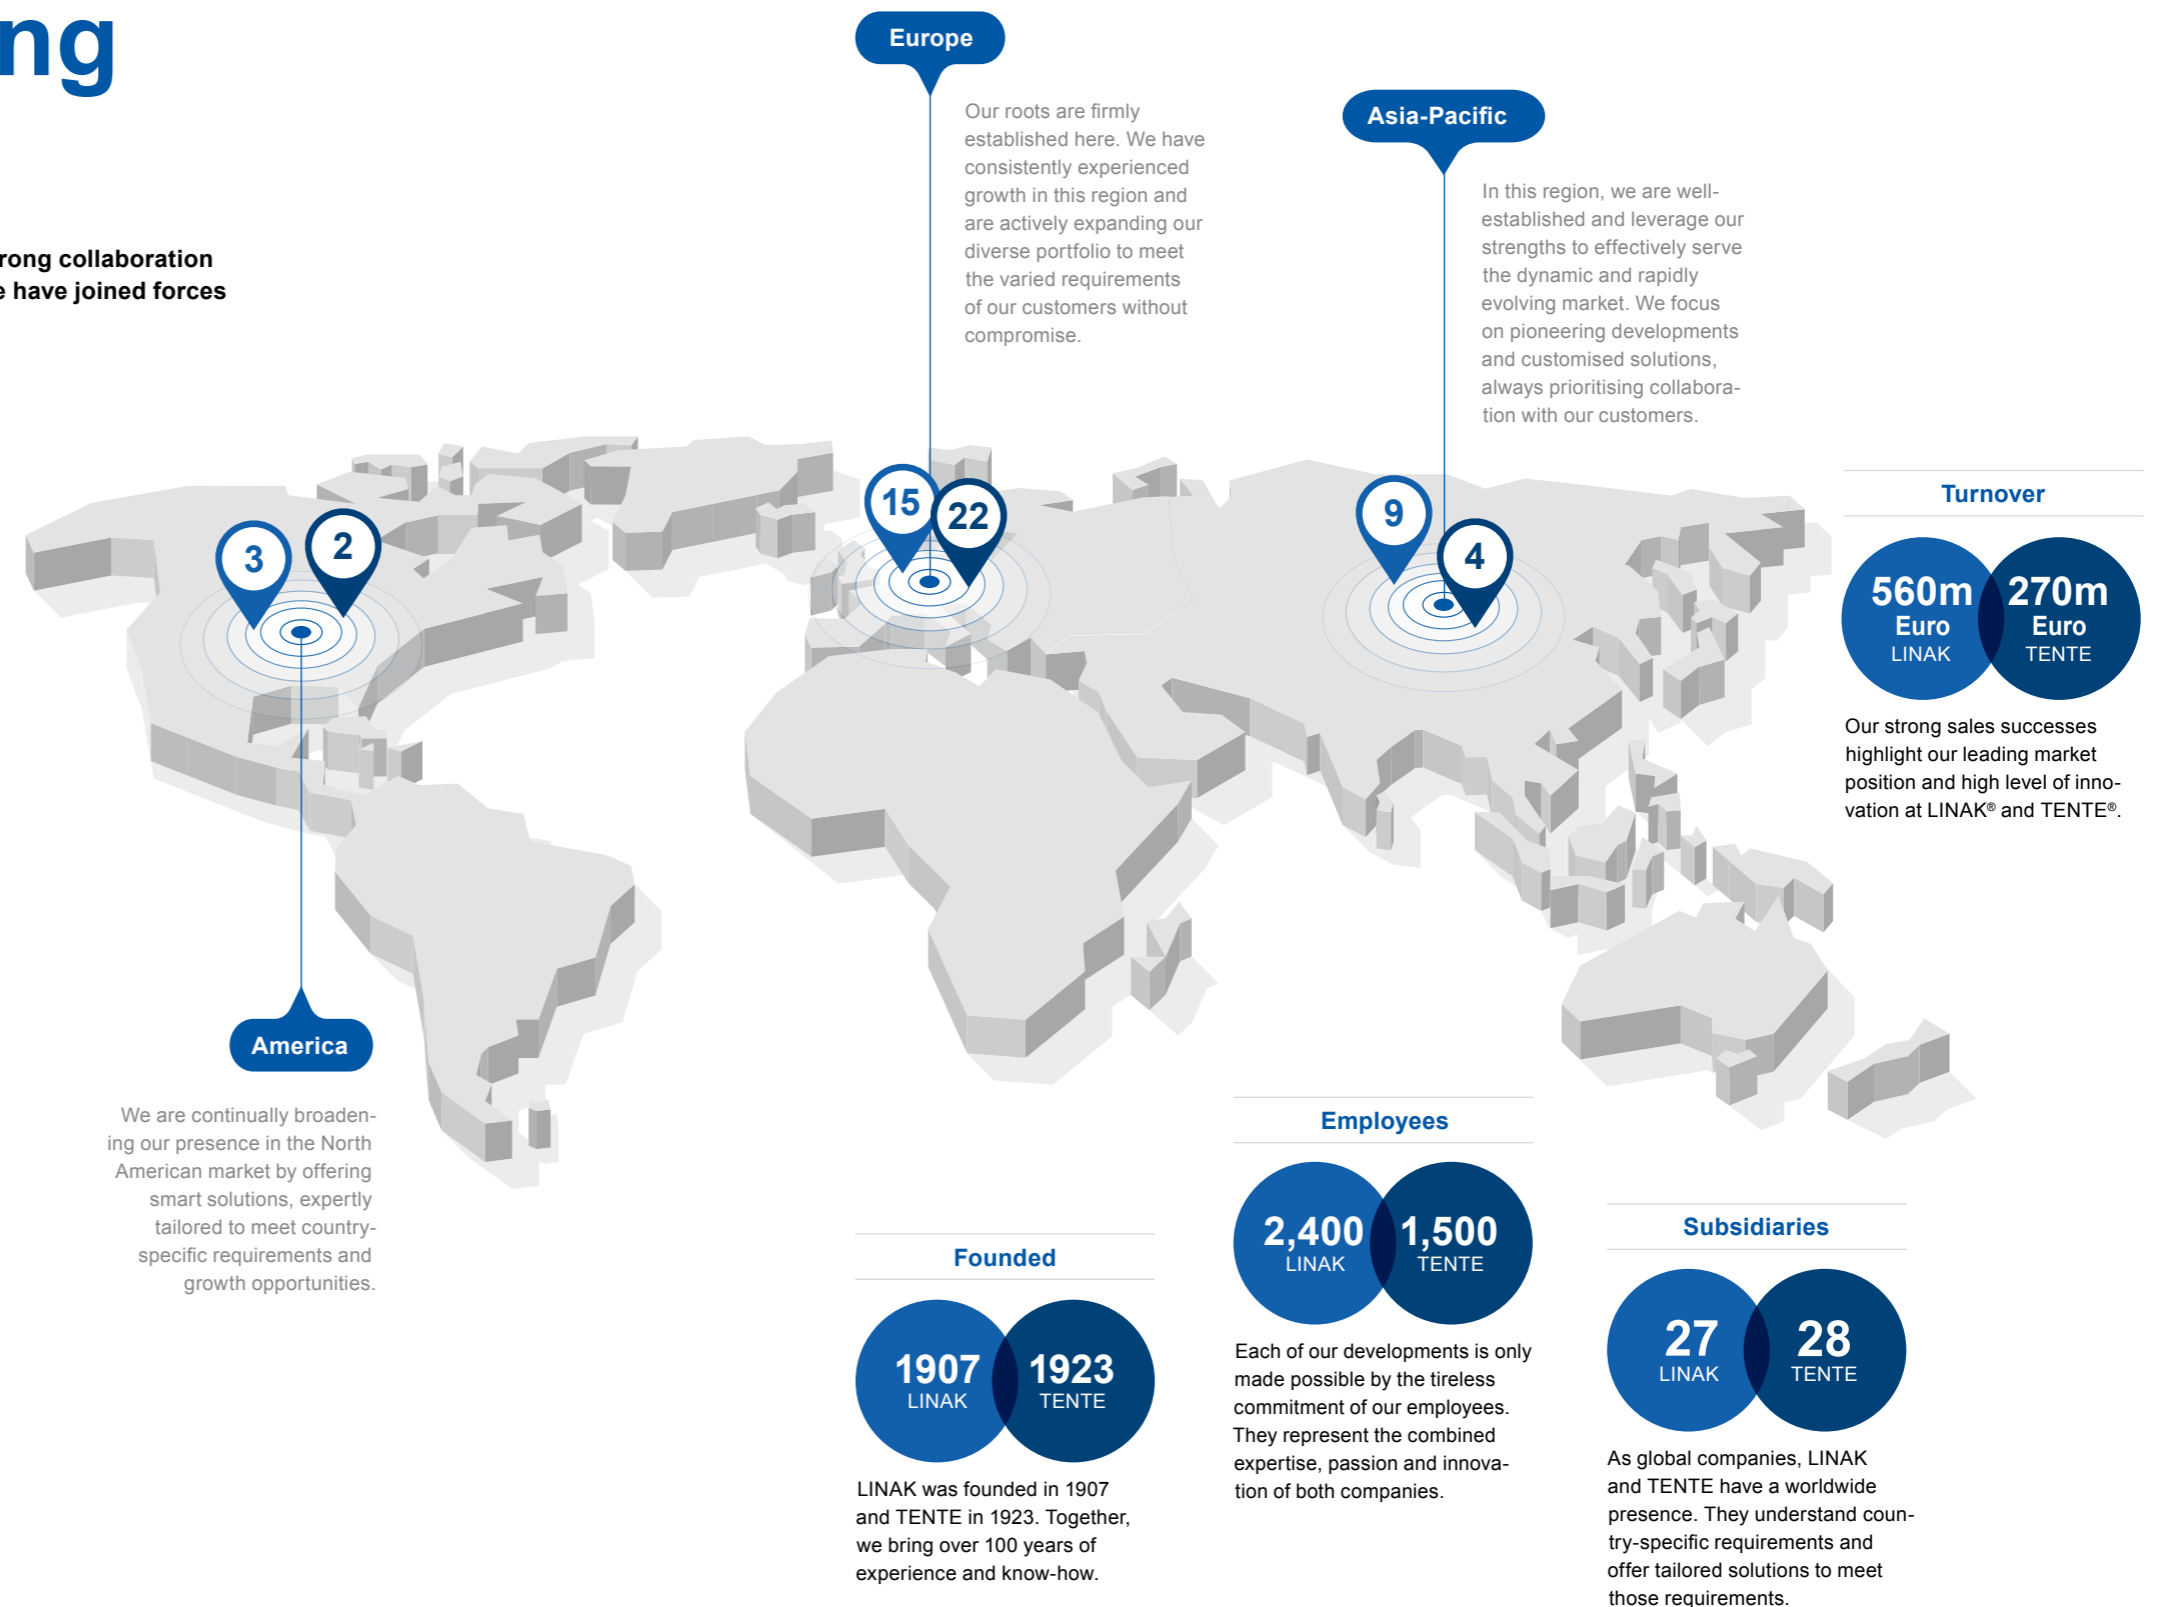 ng
rong collaboration
e have joined forces
Europe
Our roots are firmly
established here. We have
consistently experienced
growth in this region and
are actively expanding our
diverse portfolio to meet
the varied requirements
of our customers without
compromise.
Asia-Pacific
In this region, we are well-
established and leverage our
strengths to effectively serve
the dynamic and rapidly
evolving market. We focus
on pioneering developments
and customised solutions,
always prioritising collabora-
tion with our customers.
3
2
15
22
9
4
Turnover
560m
Euro
LINAK
270m
Euro
TENTE
Our strong sales successes
highlight our leading market
position and high level of inno-
vation at LINAK® and TENTE®.
America
We are continually broaden-
ing our presence in the North
American market by offering
smart solutions, expertly
tailored to meet country-
specific requirements and
growth opportunities.
Founded
1907
LINAK
1923
TENTE
LINAK was founded in 1907
and TENTE in 1923. Together,
we bring over 100 years of
experience and know-how.
Employees
2,400
LINAK
1,500
TENTE
Each of our developments is only
made possible by the tireless
commitment of our employees.
They represent the combined
expertise, passion and innova-
tion of both companies.
Subsidiaries
27
LINAK
28
TENTE
As global companies, LINAK
and TENTE have a worldwide
presence. They understand coun-
try-specific requirements and
offer tailored solutions to meet
those requirements.